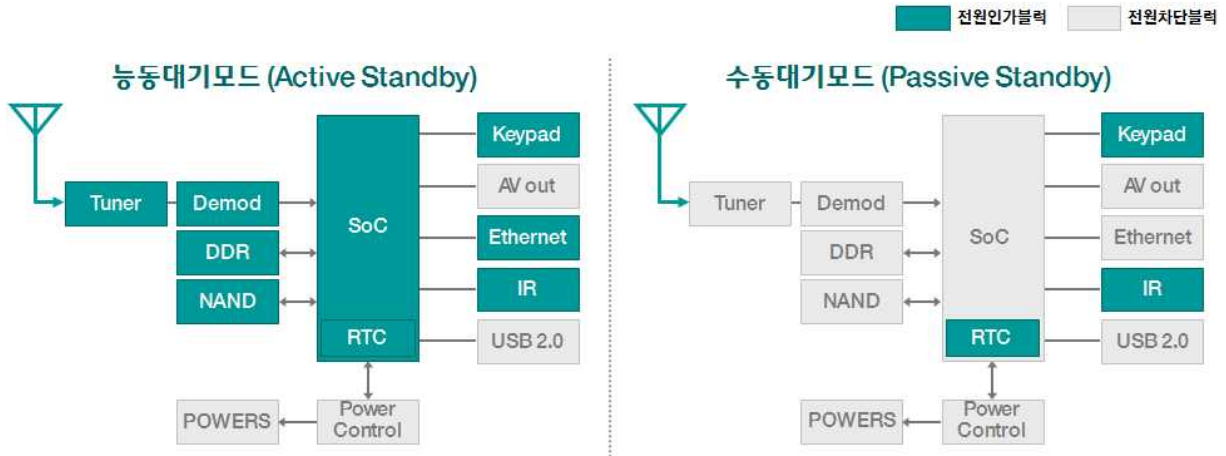 전원인가블럭 전원차단블럭
능동대기모드 (Active Standby)
Keypad
AV out
Tuner Demod
SoC
Ethernet
DDR
NAND
IR
RTC
USB 2.0
POWERS
Power
Control
수동대기모드 (Passive Standby)
Keypad
AV out
Tuner Demod
SoC
Ethernet
DDR
NAND
IR
RTC
USB 2.0
POWERS
Power
Control